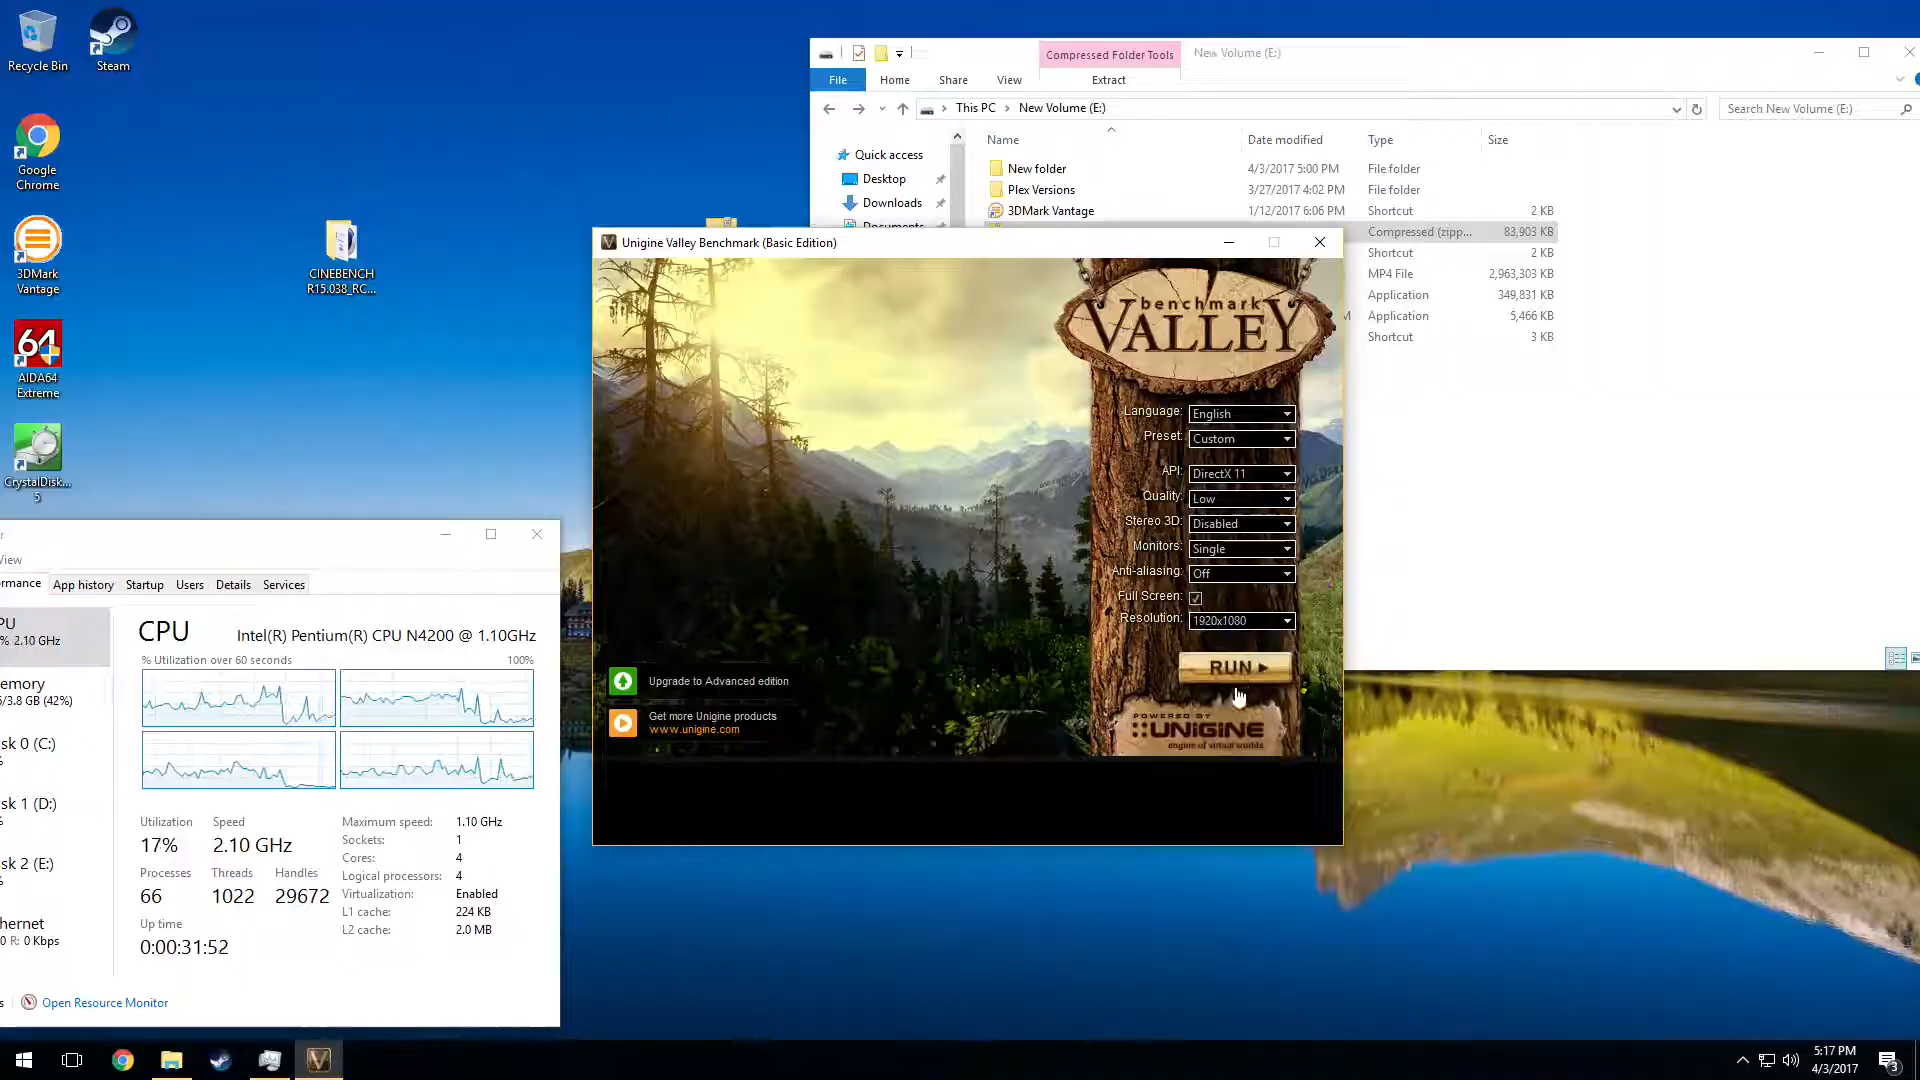 Recycle Bin
Steam
Google
Chrome
3DMark
Vantage
64
AIDA64
Extreme
CrystalDisk...
5
CINEBENCH
R15.038_RC...
Compressed Folder Tools
New Volume (E:)
File
Home
Share
View
Extract
This PC
New Volume (E:)
Search New Volume (E:)
Name
Date modified
Type
Size
Quick access
Desktop
Downloads
Documents
New folder
4/3/2017 5:00 PM
File folder
Plex Versions
3/27/2017 4:02 PM
File folder
3DMark Vantage
1/12/2017 6:06 PM
Shortcut
2 KB
Compressed (zipp...
83,903 KB
Shortcut
2 KB
MP4 File
2,963,303 KB
Application
349,831 KB
M
Application
5,466 KB
Shortcut
3 KB
Unigine Valley Benchmark (Basic Edition)
benchmark
VALLEY
Language:
English
Preset:
Custom
API:
DirectX 11
Quality:
Low
Stereo 3D:
Disabled
Monitors:
Single
Anti-aliasing:
Off
Full Screen:
Resolution:
1920x1080
RUN
POWERED BY
UNIGINE
engine of virtual worlds
Upgrade to Advanced edition
Get more Unigine products
www.unigine.com
r
View
rmance
App history
Startup
Users
Details
Services
PU
% 2.10 GHz
emory
5/3.8 GB (42%)
sk 0 (C:)
%
sk 1 (D:)
%
sk 2 (E:)
%
hernet
0 R: 0 Kbps
CPU
Intel(R) Pentium(R) CPU N4200 @ 1.10GHz
% Utilization over 60 seconds
100%
Utilization
Speed
17%
2.10 GHz
Processes
Threads
Handles
66
1022
29672
Up time
0:00:31:52
Maximum speed:
1.10 GHz
Sockets:
1
Cores:
4
Logical processors:
4
Virtualization:
Enabled
L1 cache:
224 KB
L2 cache:
2.0 MB
s
Open Resource Monitor
5:17 PM
4/3/2017
3